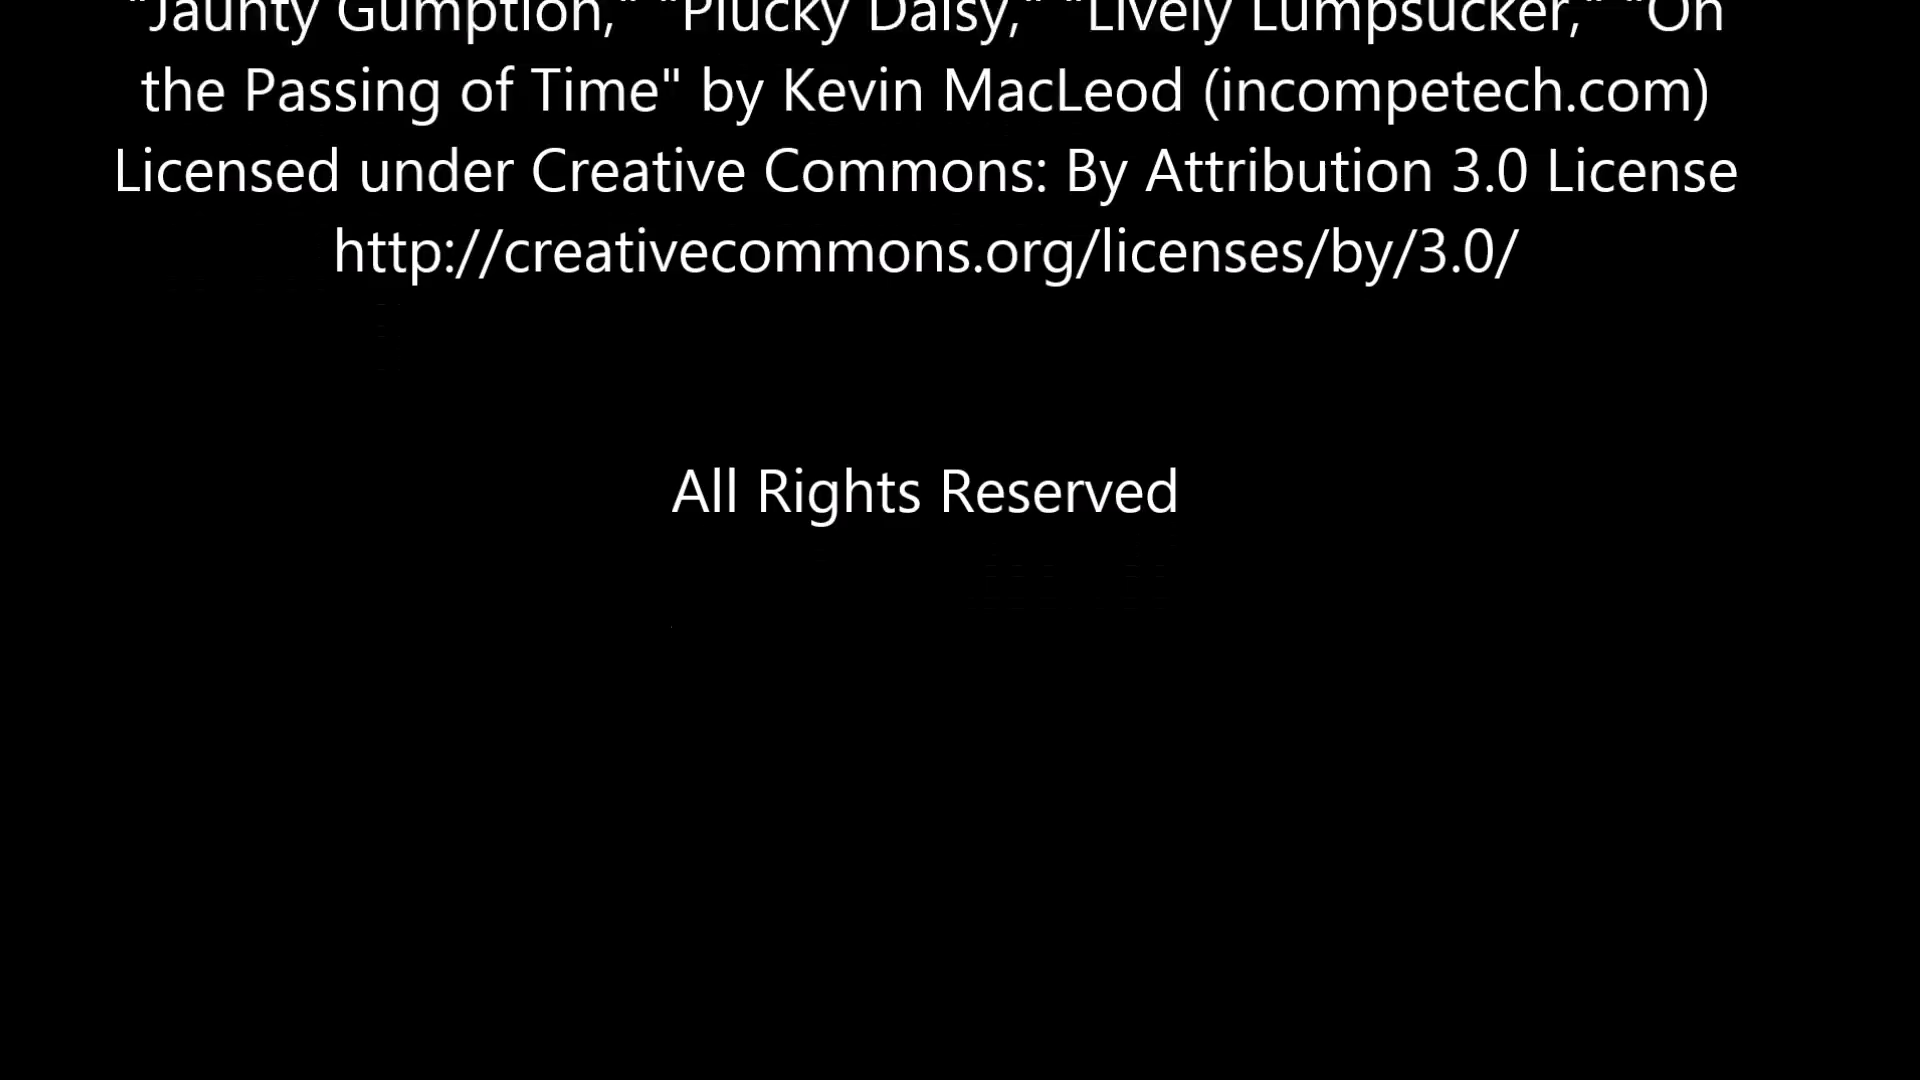 "Jaunty Gumption," "Plucky Daisy," "Lively Lumpsucker," "On
the Passing of Time" by Kevin MacLeod (incompetech.com)
Licensed under Creative Commons: By Attribution 3.0 License
http://creativecommons.org/licenses/by/3.0/
All Rights Reserved